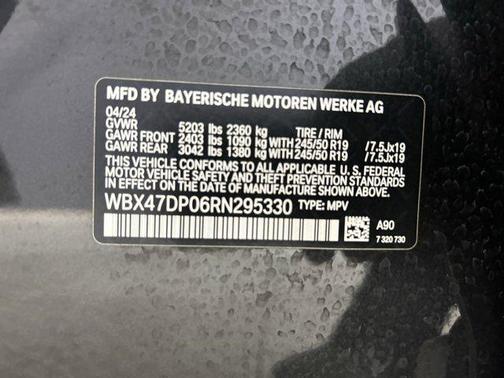 MFD BY BAYERISCHE MOTOREN WERKE AG
04/24
GVWR 5203 lbs 2360 kg TIRE / RIM
GAWR FRONT 2403 lbs 1090 kg WITH 245/50 R19 /7.5Jx19
GAWR REAR 3042 lbs 1380 kg WITH 245/50 R19 /7.5Jx19
THIS VEHICLE CONFORMS TO ALL APPLICABLE U.S. FEDERAL
MOTOR VEHICLE SAFETY, BUMPER, AND THEFT PREVENTION
STANDARDS IN EFFECT ON THE DATE OF MANUFACTURE SHOWN
ABOVE.
WBX47DP06RN295330 TYPE: MPV
A90
7 320 730